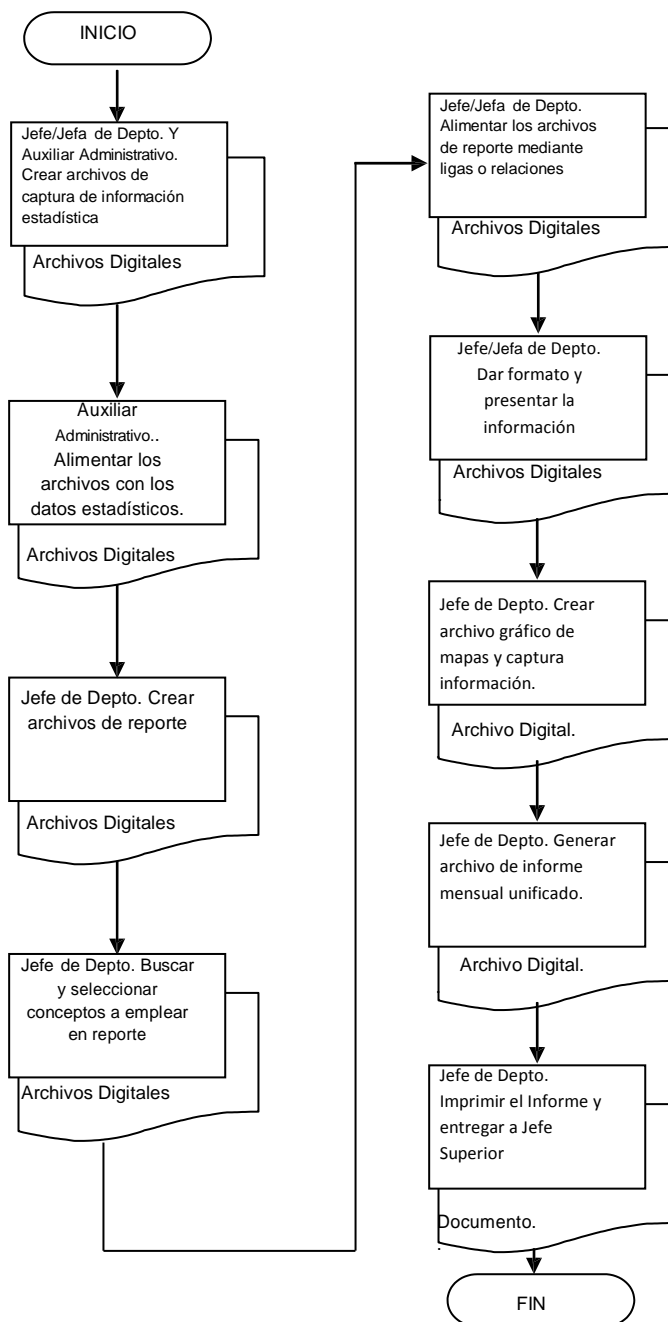 INICIO
Jefe/Jefa de Depto. Y
Auxiliar Administrativo.
Crear archivos de
captura de información
estadística
Archivos Digitales
Auxiliar
Administrativo..
Alimentar los
archivos con los
datos estadísticos.
Archivos Digitales
Jefe de Depto. Crear
archivos de reporte
Archivos Digitales
Jefe de Depto. Buscar
y seleccionar
conceptos a emplear
en reporte
Archivos Digitales
Jefe/Jefa de Depto.
Alimentar los archivos
de reporte mediante
ligas o relaciones
Archivos Digitales
Jefe/Jefa de Depto.
Dar formato y
presentar la
información
Archivos Digitales
Jefe de Depto. Crear
archivo gráfico de
mapas y captura
información.
Archivo Digital.
Jefe de Depto. Generar
archivo de informe
mensual unificado.
Archivo Digital.
Jefe de Depto.
Imprimir el Informe y
entregar a Jefe
Superior
Documento.
.
FIN